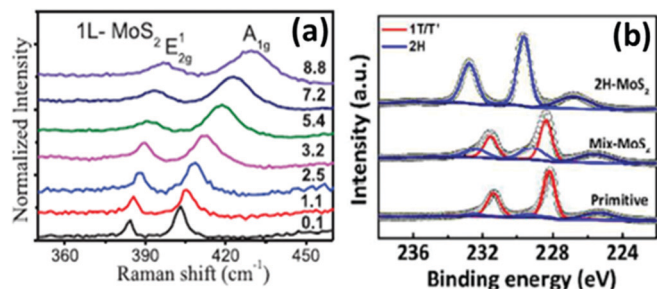 1L- MoS₂ E¹₂g A₁g (a)
8.8
7.2
5.4
3.2
2.5
1.1
0.1
Normalized Intensity
360 390 420 450
Raman shift (cm⁻¹)
(b)
1T/T'
2H
2H-MoS₂
Mix-MoSₓ
Primitive
Intensity (a.u.)
236 232 228 224
Binding energy (eV)